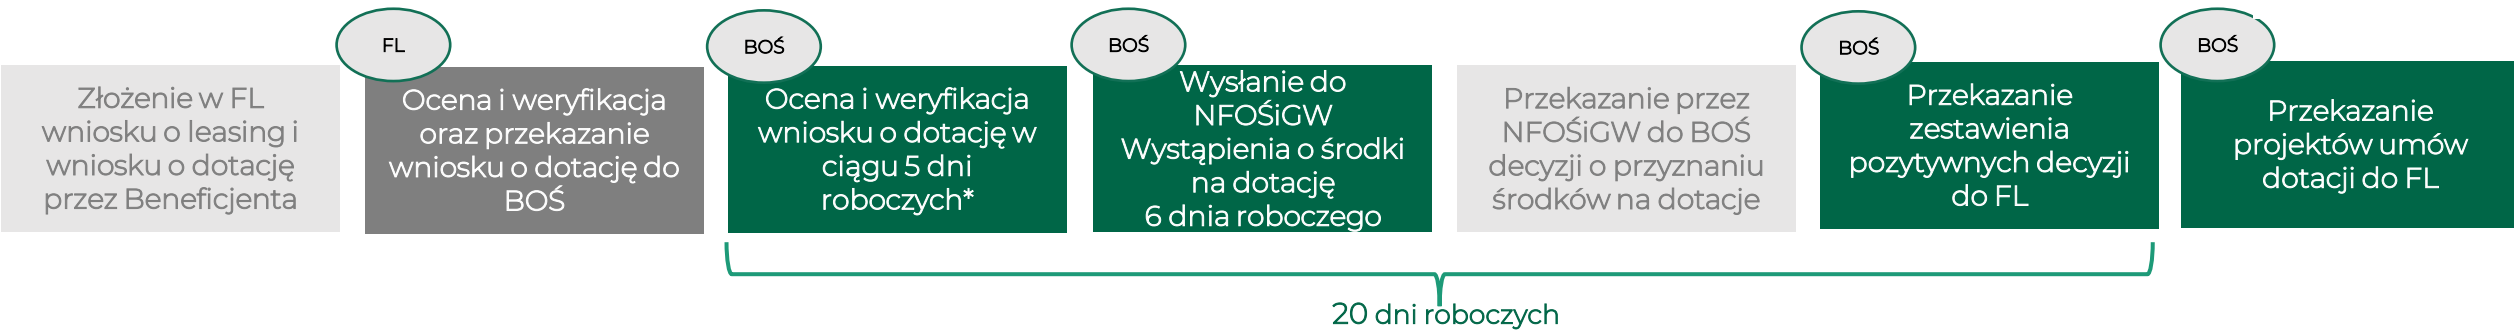 FL
BOŚ
BOŚ
BOŚ
BOŚ
Złożenie w FL
wniosku o leasing i
wniosku o dotację
przez Beneficjenta
Ocena i weryfikacja
oraz przekazanie
wniosku o dotację do
BOŚ
Ocena i weryfikacja
wniosku o dotację w
ciągu 5 dni
roboczych*
Wysłanie do
NFOŚiGW
Wystąpienia o środki
na dotację
6 dnia roboczego
Przekazanie przez
NFOŚiGW do BOŚ
decyzji o przyznaniu
środków na dotacje
Przekazanie
zestawienia
pozytywnych decyzji
do FL
Przekazanie
projektów umów
dotacji do FL
20 dni roboczych